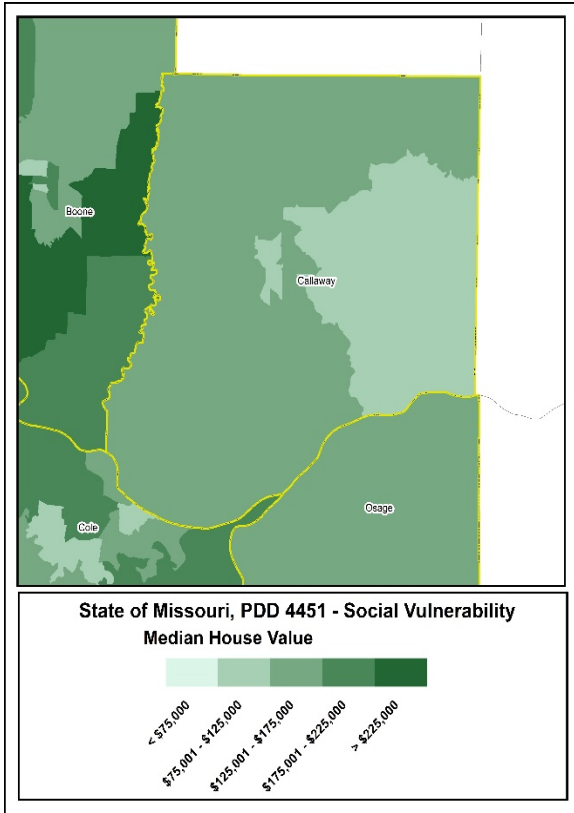 Boone
Callaway
Osage
Cole
State of Missouri, PDD 4451 - Social Vulnerability
Median House Value
< $75,000
$75,001 - $125,000
$125,001 - $175,000
$175,001 - $225,000
> $225,000